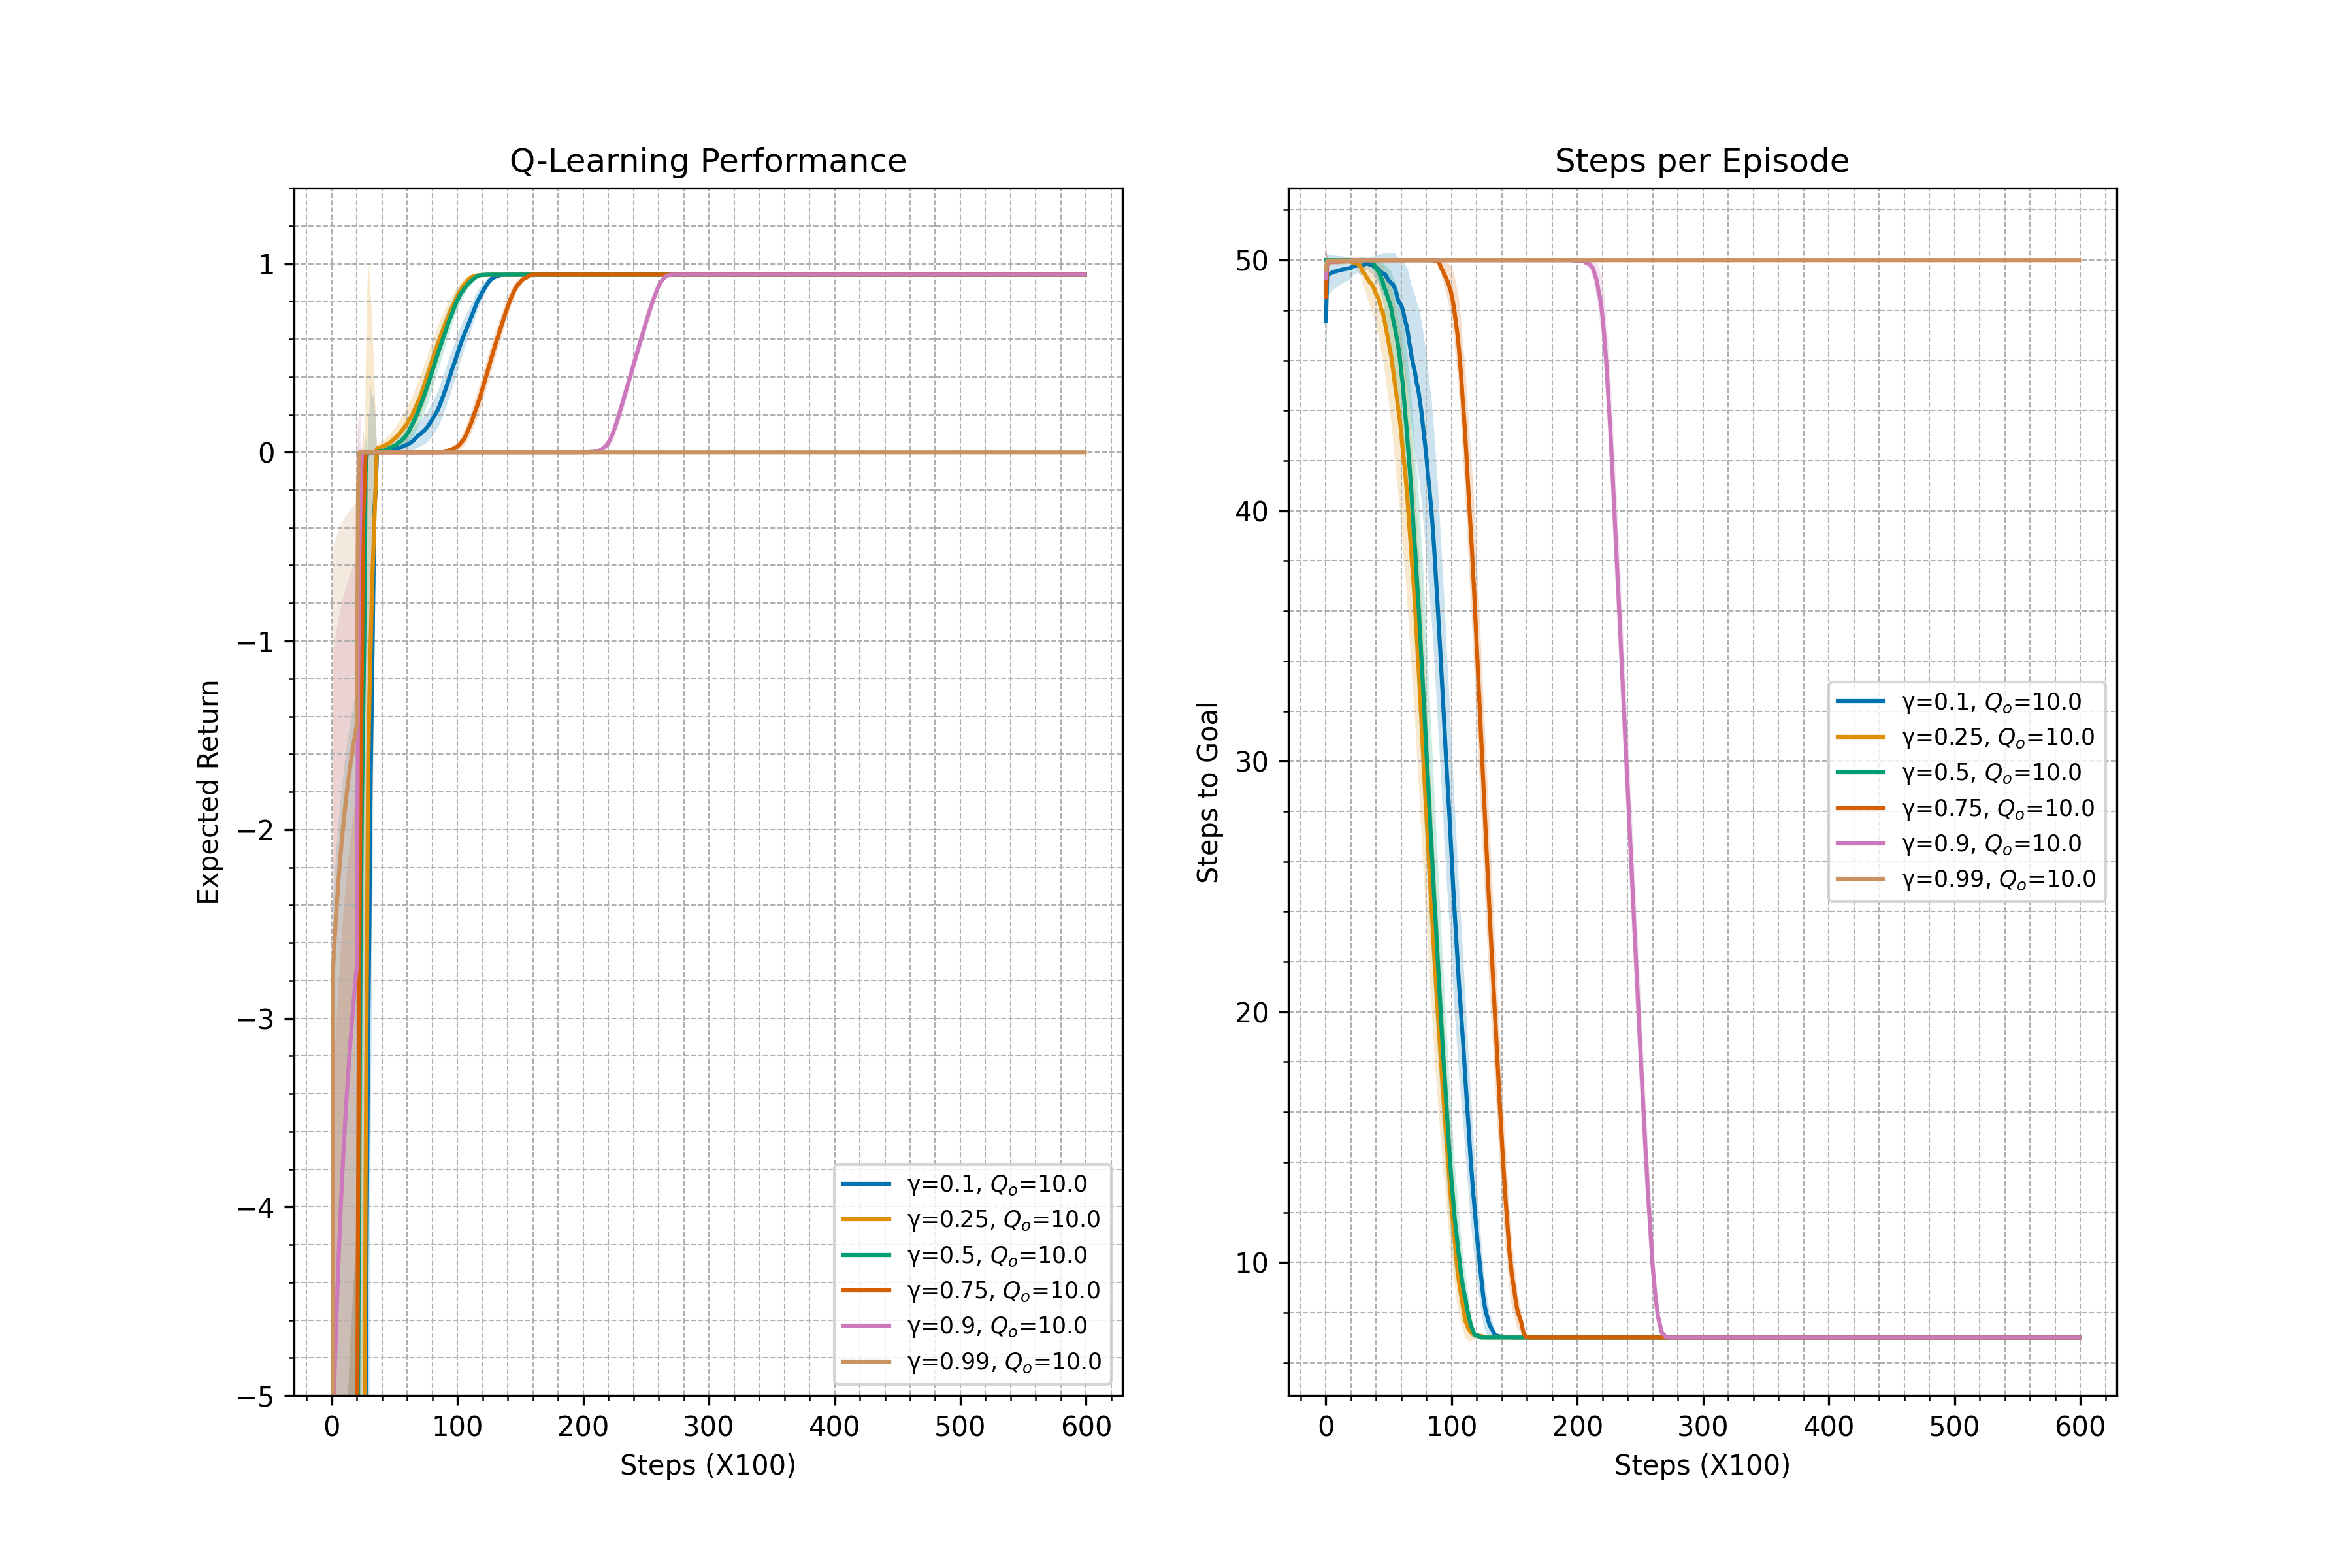 Q-Learning Performance
Expected Return
1
0
−1
−2
−3
−4
−5
0 100 200 300 400 500 600
Steps (X100)
γ=0.1, Qₒ=10.0
γ=0.25, Qₒ=10.0
γ=0.5, Qₒ=10.0
γ=0.75, Qₒ=10.0
γ=0.9, Qₒ=10.0
γ=0.99, Qₒ=10.0
Steps per Episode
Steps to Goal
50
40
30
20
10
0 100 200 300 400 500 600
Steps (X100)
γ=0.1, Qₒ=10.0
γ=0.25, Qₒ=10.0
γ=0.5, Qₒ=10.0
γ=0.75, Qₒ=10.0
γ=0.9, Qₒ=10.0
γ=0.99, Qₒ=10.0